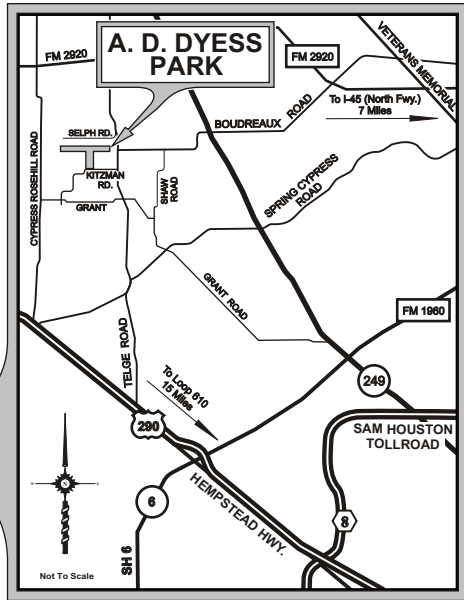 A. D. DYESS
PARK
FM 2920
FM 2920
VETERANS MEMORIAL
To I-45 (North Fwy.)
7 Miles
BOUDREAUX ROAD
SELPH RD.
KITZMAN
RD.
CYPRESS ROSEHILL ROAD
SHAW
ROAD
GRANT
SPRING CYPRESS
ROAD
GRANT ROAD
FM 1960
TELGE ROAD
To Loop 610
15 Miles
249
290
SAM HOUSTON
TOLLROAD
HEMPSTEAD HWY.
6
8
SH 6
N
Not To Scale